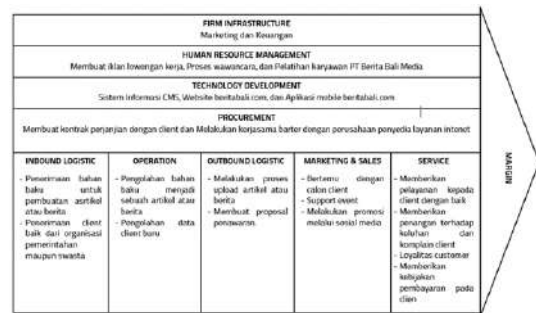 FIRM INFRASTRUCTURE
Marketing dan Keuangan
HUMAN RESOURCE MANAGEMENT
Membuat iklan lowongan kerja, Proses wawancara, dan Pelatihan karyawan PT Berita Bali Media
TECHNOLOGY DEVELOPMENT
Sistem Informasi CMS, Website beritabali.com, dan Aplikasi mobile beritabali.com
PROCUREMENT
Membuat kontrak perjanjian dengan client dan Melakukan kerjasama barter dengan perusahaan penyedia layanan intonet
INBOUND LOGISTIC
- Penerimaan bahan
baku untuk
pembuatan asrtikel
atau berita
- Penerimaan client
baik dari organisasi
pemerintahan
maupun swasta
OPERATION
- Pengolahan bahan
baku menjadi
sebuah artikel atau
berita
- Pengolahan data
client buru
OUTBOUND LOGISTIC
- Melakukan proses
upload artikel atau
berita
- Membuat proposal
penawaran.
MARKETING & SALES
- Bertemu dengan
calon client
- Support event
- Melakukan promosi
melalui sosial media
SERVICE
- Memberikan
pelayanan kepada
client dengan baik
- Memberikan
penangan terhadap
keluhan dan
komplain client
- Loyalitas customer
- Memberikan
kebijakan
pembayaran pada
clien
MARGIN